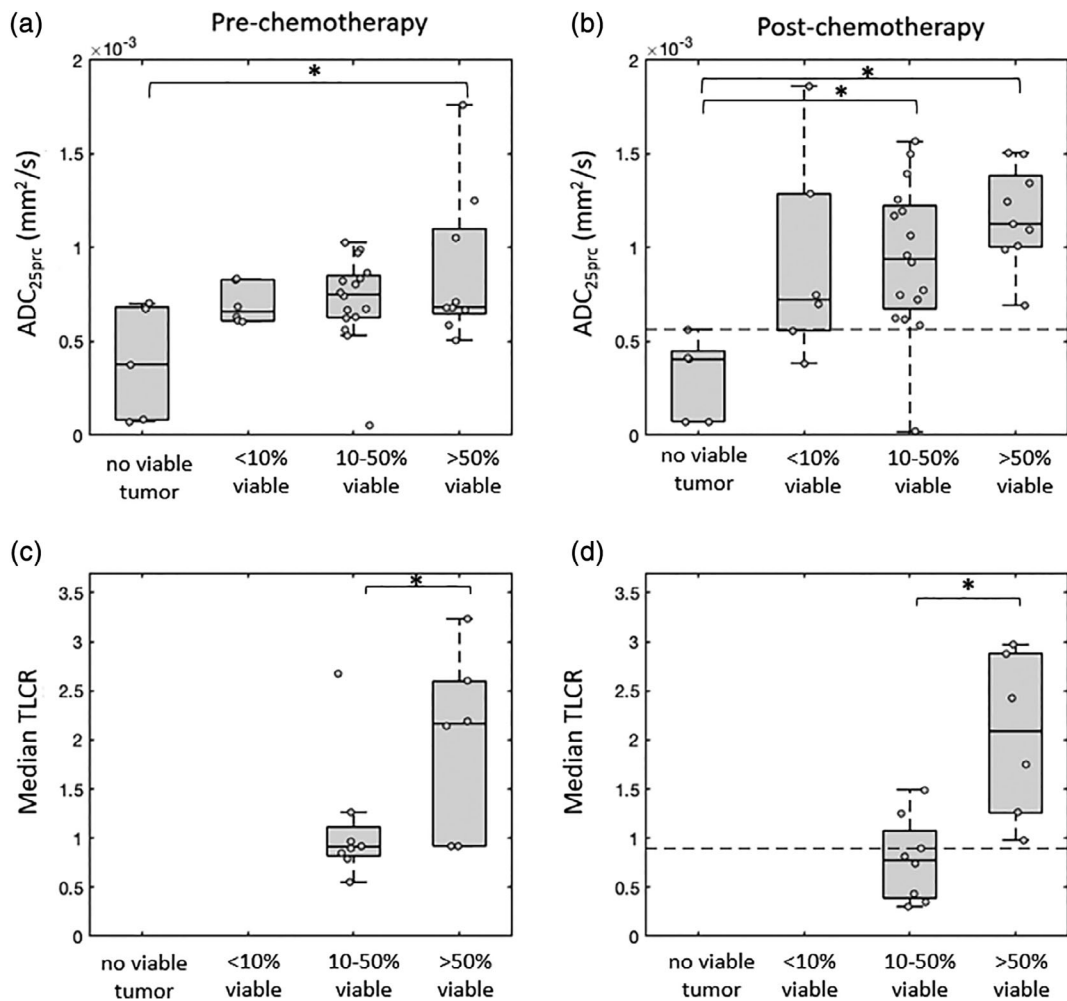 (a)
Pre-chemotherapy
×10⁻³
2
1.5
1
0.5
0
ADC25prc (mm²/s)
*
no viable tumor
<10% viable
10-50% viable
>50% viable
(b)
Post-chemotherapy
×10⁻³
2
1.5
1
0.5
0
ADC25prc (mm²/s)
*
*
no viable tumor
<10% viable
10-50% viable
>50% viable
(c)
3.5
3
2.5
2
1.5
1
0.5
0
Median TLCR
*
no viable tumor
<10% viable
10-50% viable
>50% viable
(d)
3.5
3
2.5
2
1.5
1
0.5
0
Median TLCR
*
no viable tumor
<10% viable
10-50% viable
>50% viable